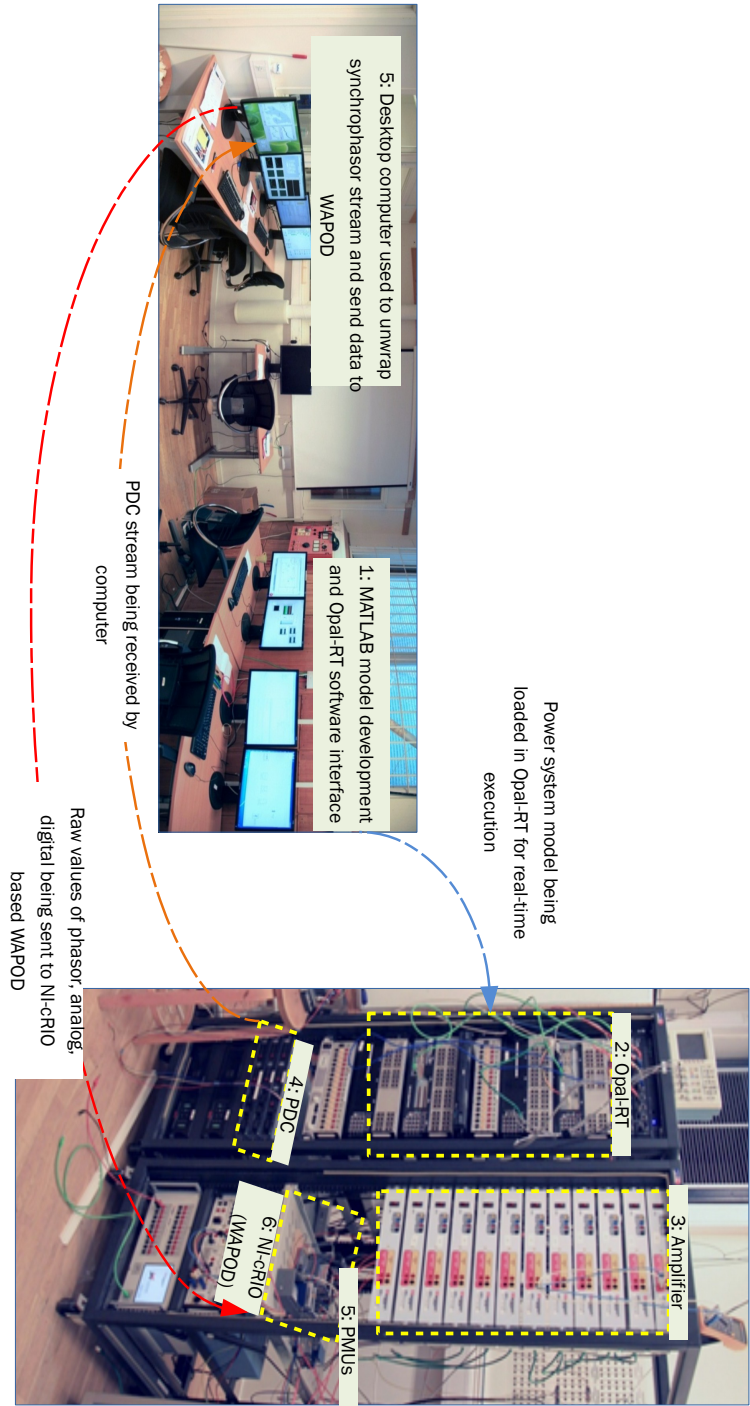 5: Desktop computer used to unwrap
synchrophasor stream and send data to
WAPOD
1: MATLAB model development
and Opal-RT software interface
Power system model being
loaded in Opal-RT for real-time
execution
PDC stream being received by
computer
Raw values of phasor, analog,
digital being sent to NI-cRIO
based WAPOD
2: Opal-RT
3: Amplifier
4: PDC
5: PMUs
6: NI-cRIO
(WAPOD)